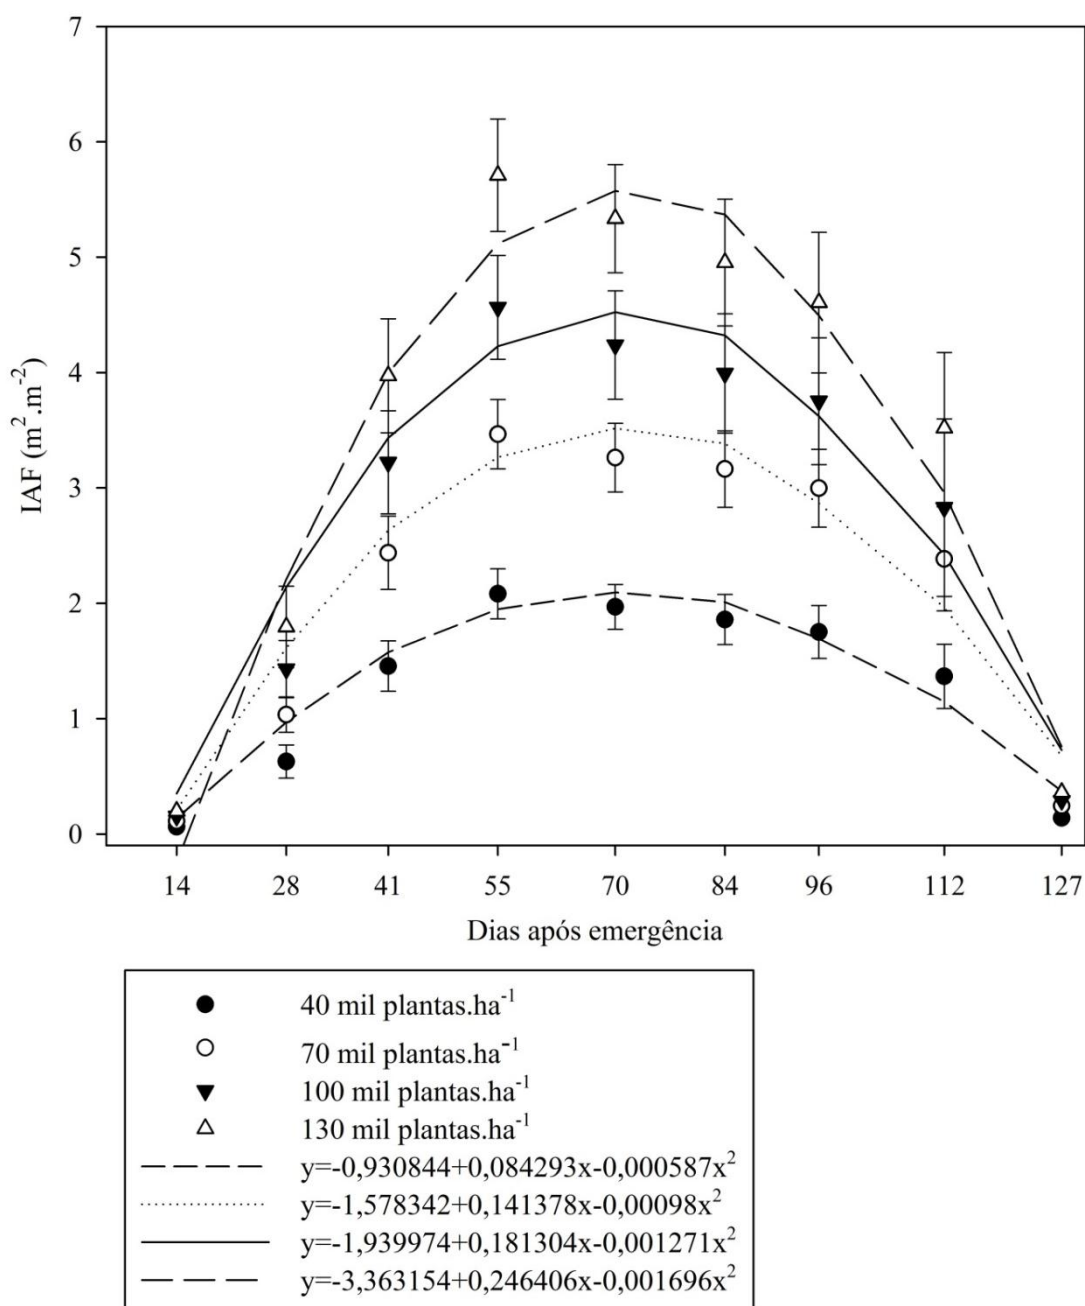 7
6
5
4
3
2
1
0
IAF (m².m⁻²)
14 28 41 55 70 84 96 112 127
Dias após emergência
40 mil plantas.ha⁻¹
70 mil plantas.ha⁻¹
100 mil plantas.ha⁻¹
130 mil plantas.ha⁻¹
y=-0,930844+0,084293x-0,000587x²
y=-1,578342+0,141378x-0,00098x²
y=-1,939974+0,181304x-0,001271x²
y=-3,363154+0,246406x-0,001696x²